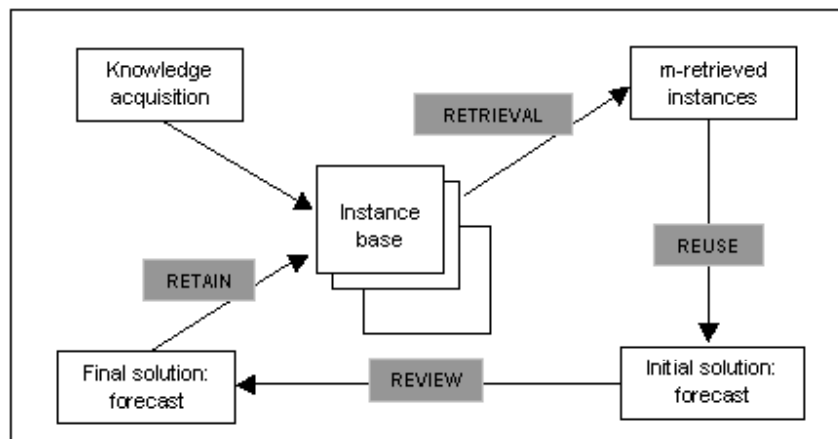 Knowledge
acquisition
RETRIEVAL
m-retrieved
instances
Instance
base
REUSE
RETAIN
Final solution:
forecast
REVIEW
Initial solution:
forecast